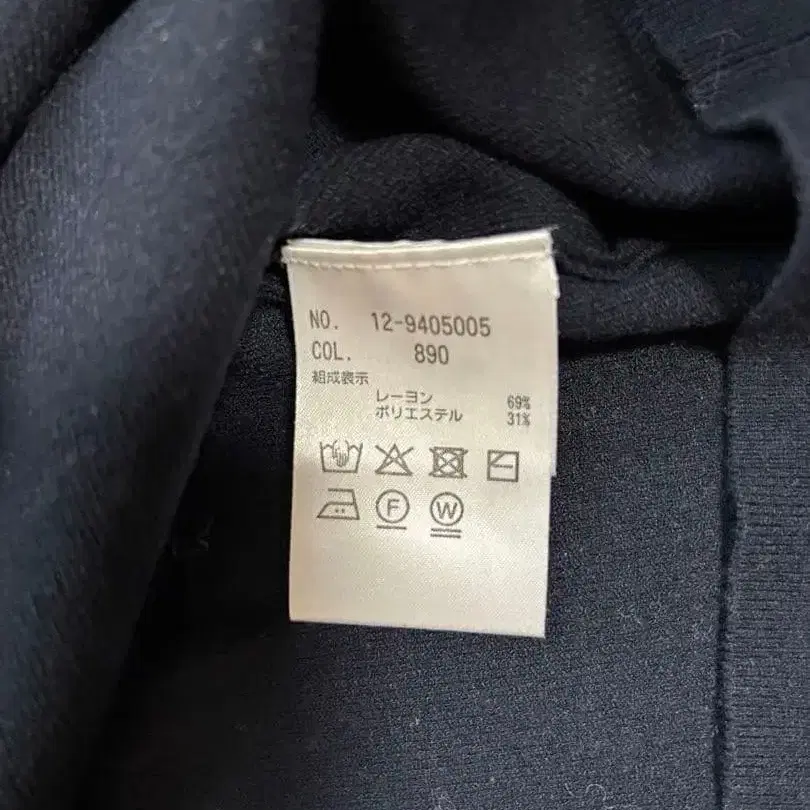 NO. 12-9405005
COL. 890
組成表示
レーヨン 69%
ポリエステル 31%
F W